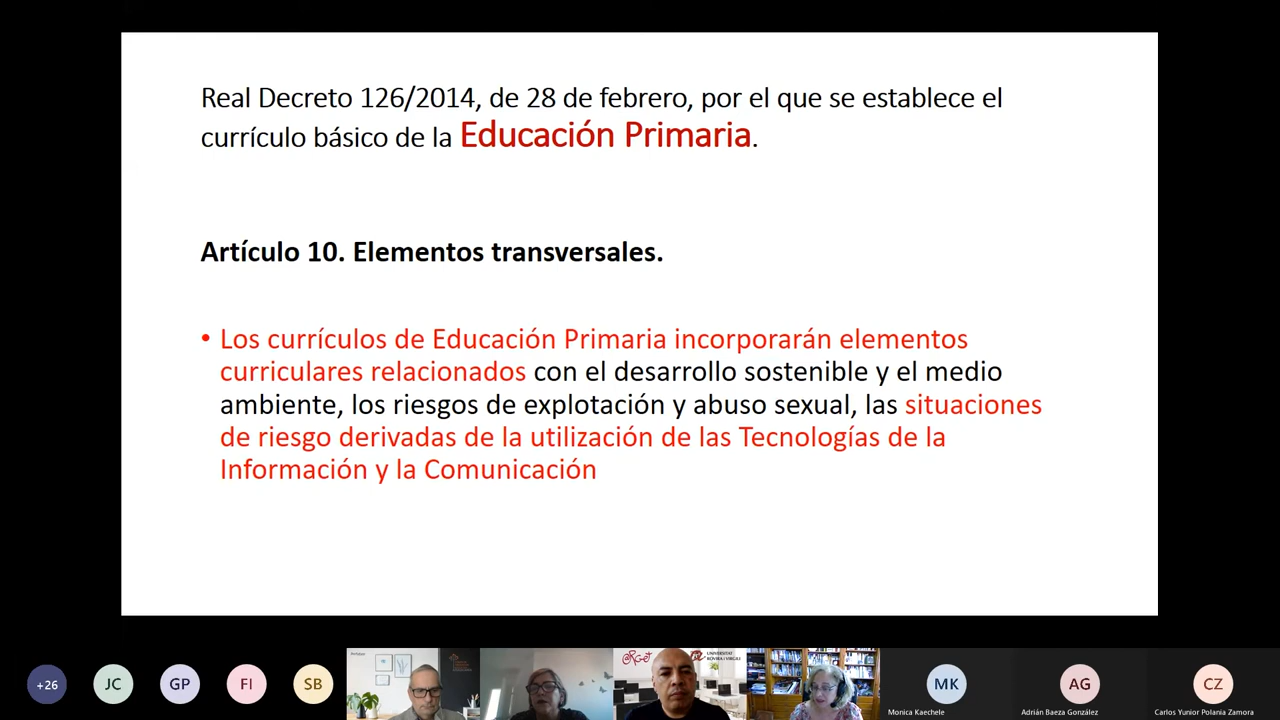 Real Decreto 126/2014, de 28 de febrero, por el que se establece el
currículo básico de la Educación Primaria.
Artículo 10. Elementos transversales.
• Los currículos de Educación Primaria incorporarán elementos
curriculares relacionados con el desarrollo sostenible y el medio
ambiente, los riesgos de explotación y abuso sexual, las situaciones
de riesgo derivadas de la utilización de las Tecnologías de la
Información y la Comunicación
+26
JC
GP
FI
SB
UNIVERSITAT
ROVIRA I VIRGILI
MK
AG
CZ
Monica Kaechele
Adrián Baeza González
Carlos Yunior Polania Zamora